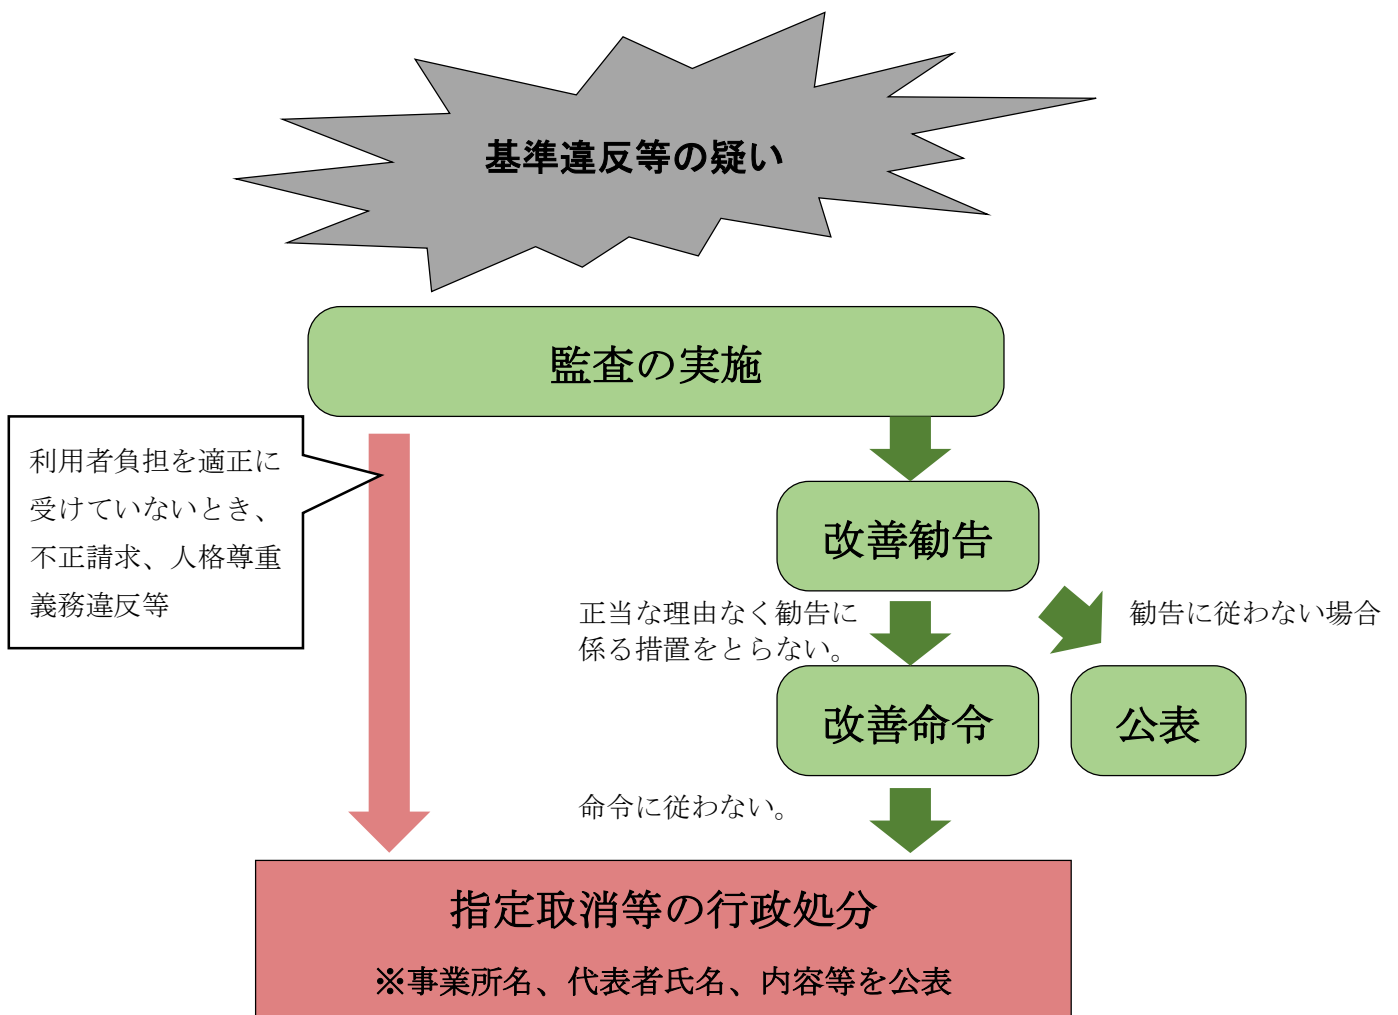 基準違反等の疑い
監査の実施
利用者負担を適正に
受けていないとき、
不正請求、人格尊重
義務違反等
改善勧告
正当な理由なく勧告に
係る措置をとらない。
勧告に従わない場合
改善命令
公表
命令に従わない。
指定取消等の行政処分
※事業所名、代表者氏名、内容等を公表